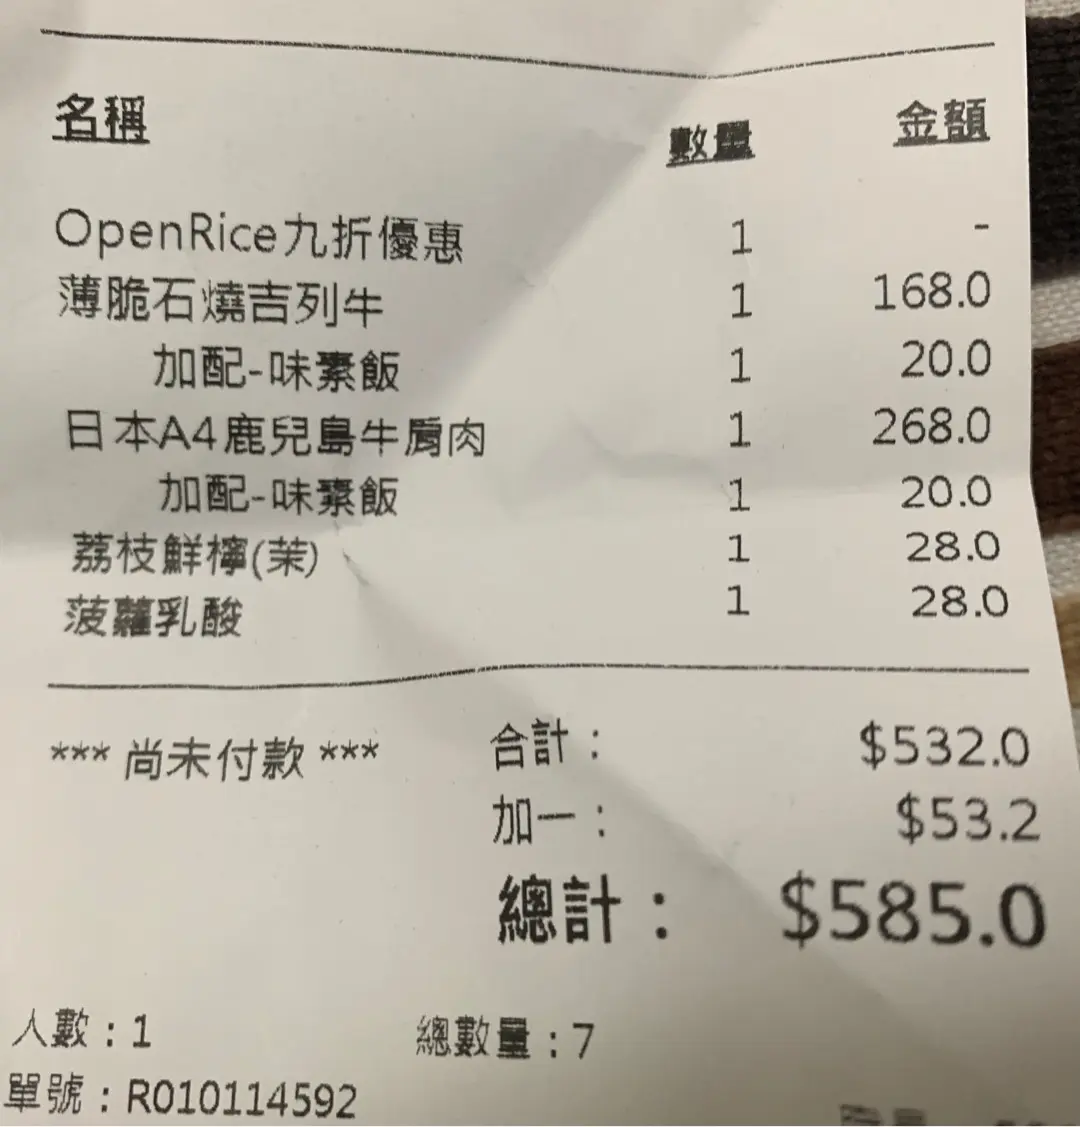 名稱 數量 金額
OpenRice九折優惠 1 -
薄脆石燒吉列牛 1 168.0
加配-味素飯 1 20.0
日本A4鹿兒島牛肩肉 1 268.0
加配-味素飯 1 20.0
荔枝鮮檸(茉) 1 28.0
菠蘿乳酸 1 28.0
*** 尚未付款 *** 合計: $532.0
加一: $53.2
總計: $585.0
人數:1 總數量:7
單號:R010114592